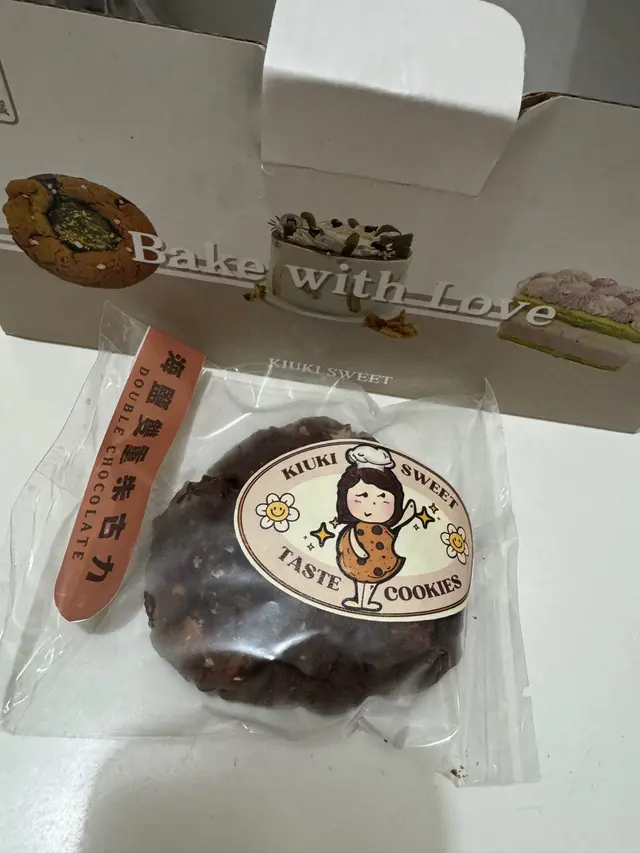 Bake with Love
KIUKI SWEET
海鹽雙重朱古力
DOUBLE CHOCOLATE
KIUKI SWEET
TASTE COOKIES